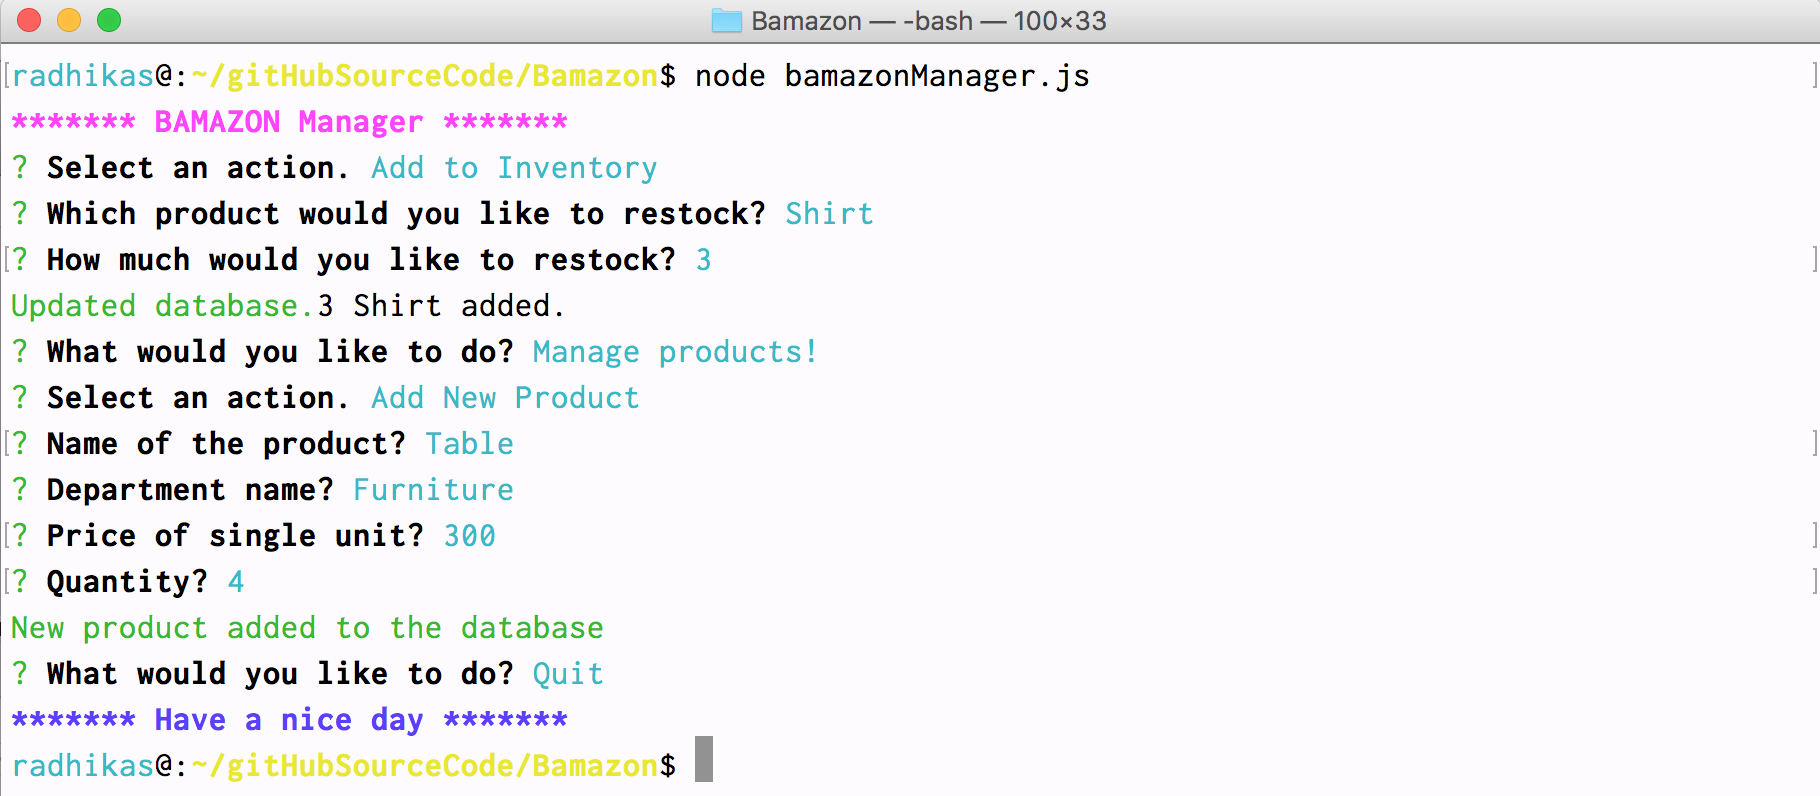 Bamazon — -bash — 100×33
[radhikas@:~/gitHubSourceCode/Bamazon$ node bamazonManager.js ]
******* BAMAZON Manager *******
? Select an action. Add to Inventory
? Which product would you like to restock? Shirt
[? How much would you like to restock? 3 ]
Updated database.3 Shirt added.
? What would you like to do? Manage products!
? Select an action. Add New Product
[? Name of the product? Table ]
? Department name? Furniture
[? Price of single unit? 300 ]
[? Quantity? 4 ]
New product added to the database
? What would you like to do? Quit
******* Have a nice day *******
radhikas@:~/gitHubSourceCode/Bamazon$